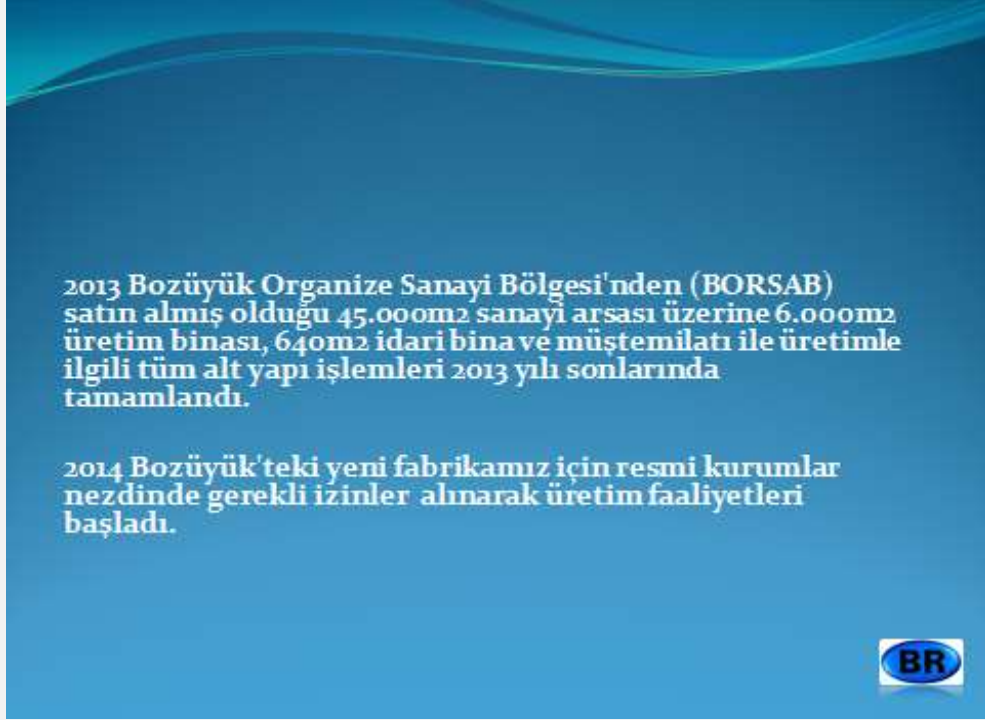 2013 Bozüyük Organize Sanayi Bölgesi'nden (BORSAB)
satın almış olduğu 45.000m2 sanayi arsası üzerine 6.000m2
üretim binası, 640m2 idari bina ve müştemilatı ile üretimle
ilgili tüm alt yapı işlemleri 2013 yılı sonlarında
tamamlandı.
2014 Bozüyük'teki yeni fabrikamız için resmi kurumlar
nezdinde gerekli izinler alınarak üretim faaliyetleri
başladı.
BR